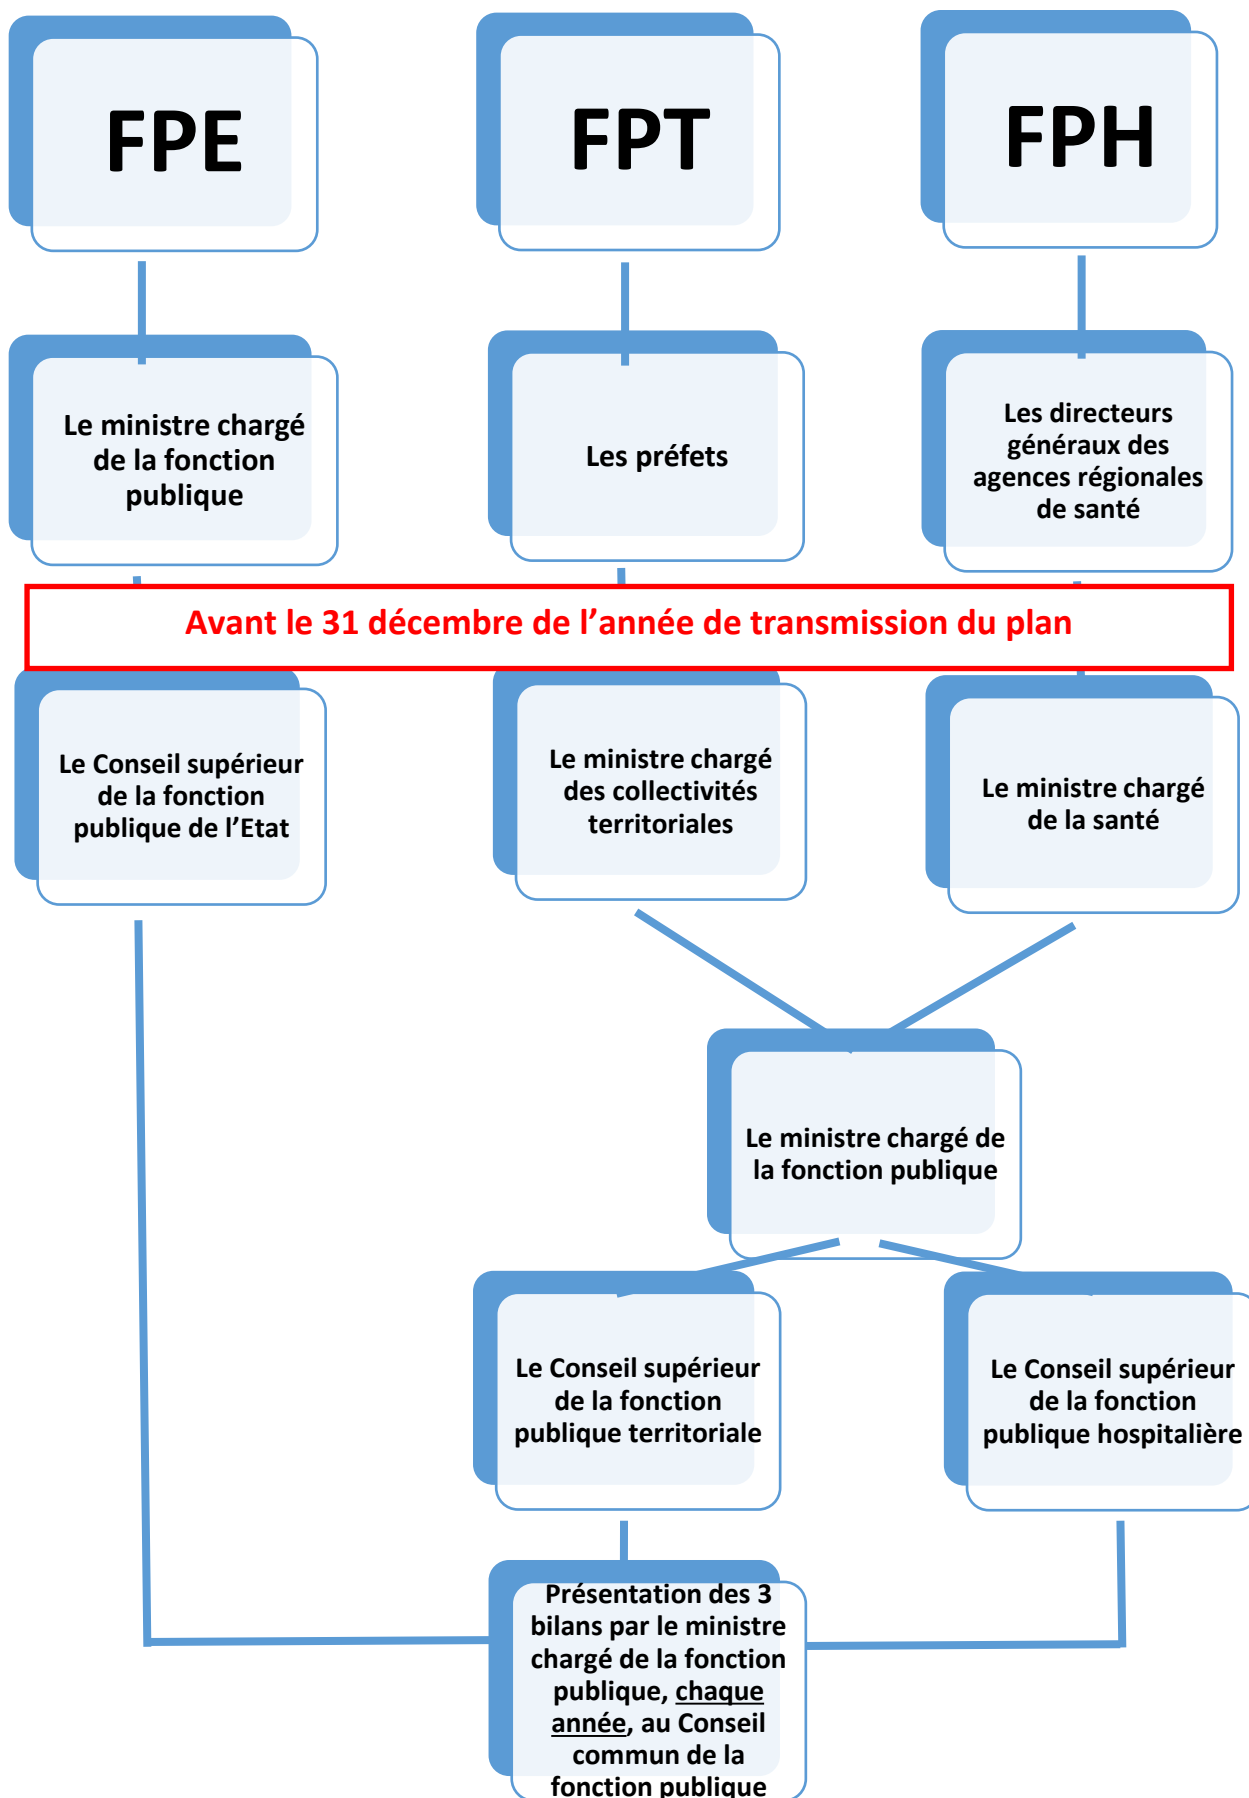 FPE
FPT
FPH
Le ministre chargé
de la fonction
publique
Les préfets
Les directeurs
généraux des
agences régionales
de santé
Avant le 31 décembre de l’année de transmission du plan
Le Conseil supérieur
de la fonction
publique de l’Etat
Le ministre chargé
des collectivités
territoriales
Le ministre chargé
de la santé
Le ministre chargé de
la fonction publique
Le Conseil supérieur
de la fonction
publique territoriale
Le Conseil supérieur
de la fonction
publique hospitalière
Présentation des 3
bilans par le ministre
chargé de la fonction
publique, chaque
année, au Conseil
commun de la
fonction publique